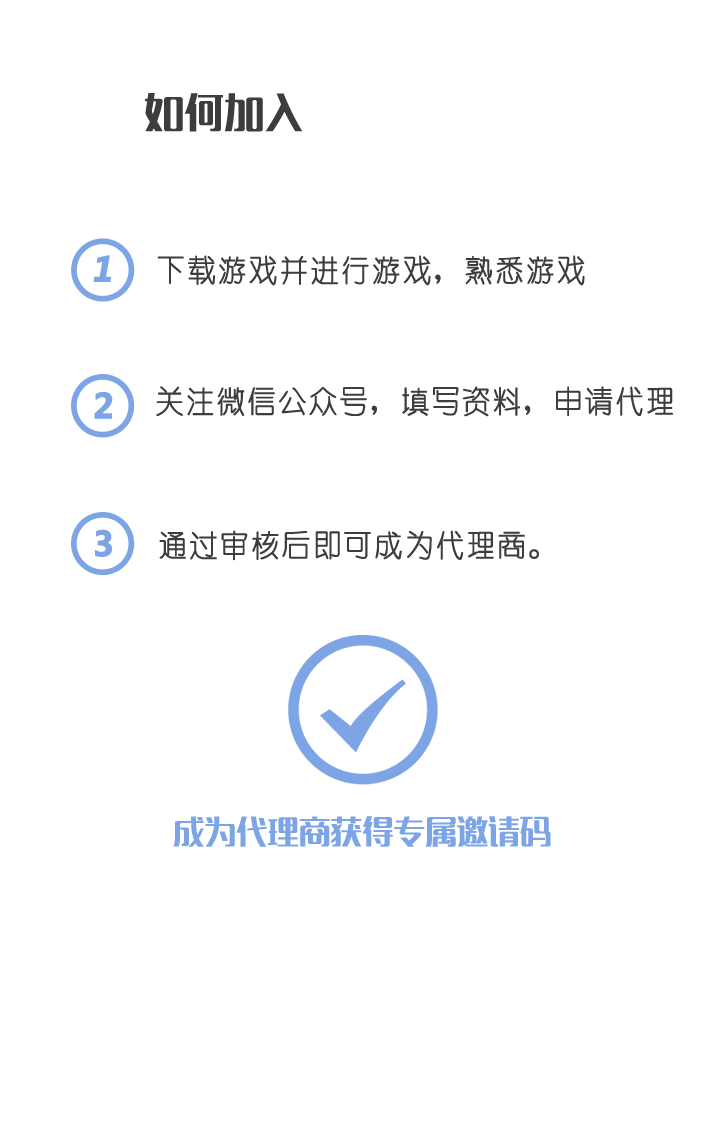 如何加入
1 下载游戏并进行游戏，熟悉游戏
2 关注微信公众号，填写资料，申请代理
3 通过审核后即可成为代理商。
成为代理商获得专属邀请码